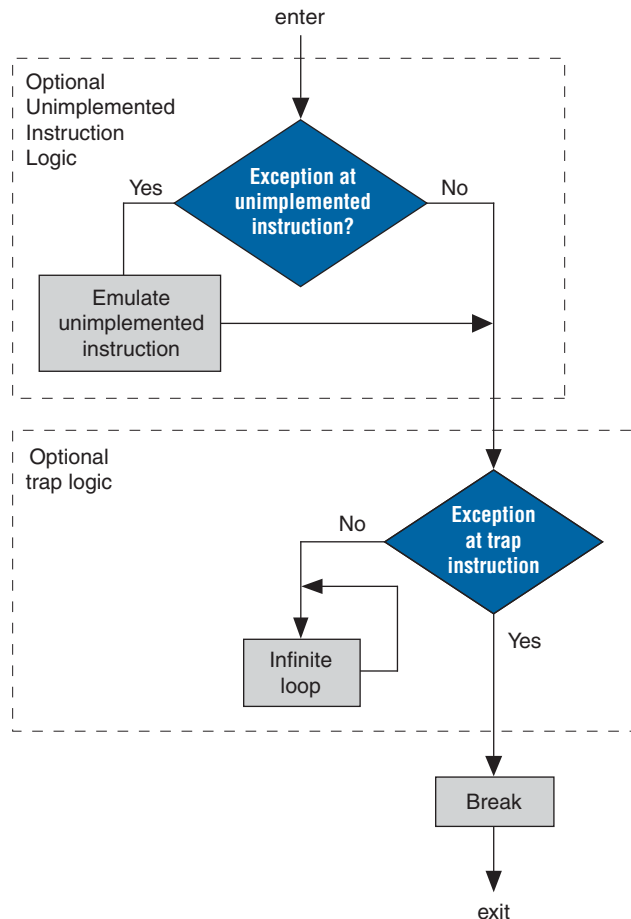 enter
Optional
Unimplemented
Instruction
Logic
Yes
Exception at
unimplemented
instruction?
No
Emulate
unimplemented
instruction
Optional
trap logic
No
Exception
at trap
instruction
Yes
Infinite
loop
Break
exit